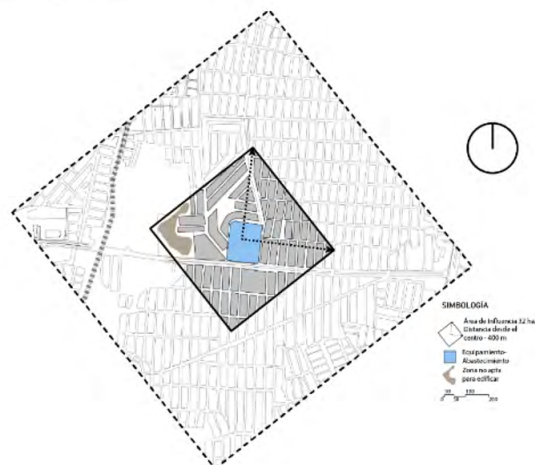 SIMBOLOGÍA
Área de Influencia 32 ha
Distancia desde el
centro - 400 m
Equipamiento-
Abastecimiento
Zona no apta
para edificar